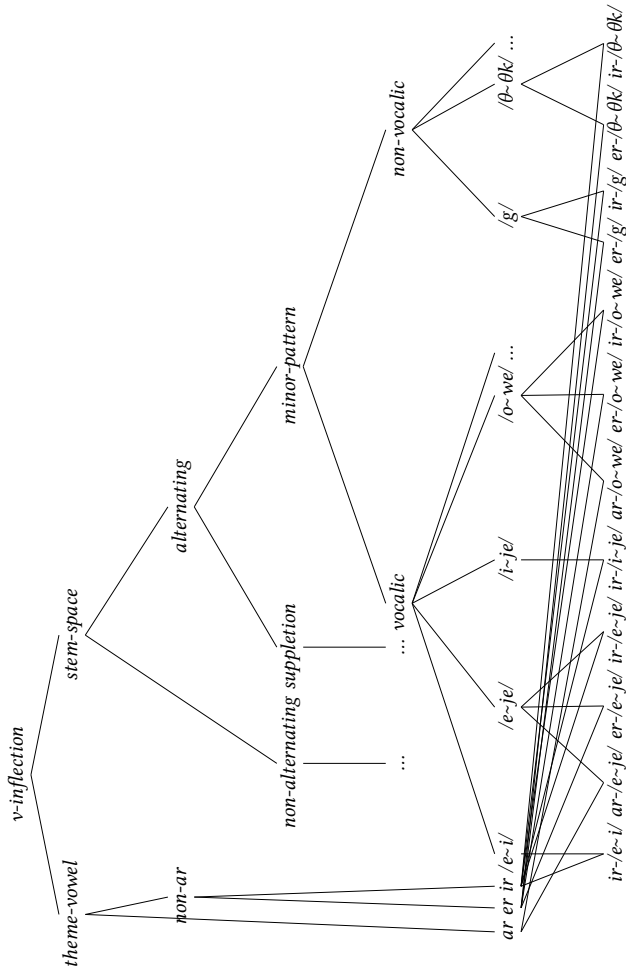 v-inflection
theme-vowel stem-space
non-ar alternating
non-alternating suppletion minor-pattern
... ... vocalic non-vocalic
ar er ir /e~i/ /e~je/ /i~je/ /o~we/ ... /g/ /θ~θk/ ...
ir-/e~i/ ar-/e~je/ er-/e~je/ ir-/e~je/ ir-/i~je/ ar-/o~we/ er-/o~we/ ir-/o~we/ er-/g/ ir-/g/ er-/θ~θk/ ir-/θ~θk/